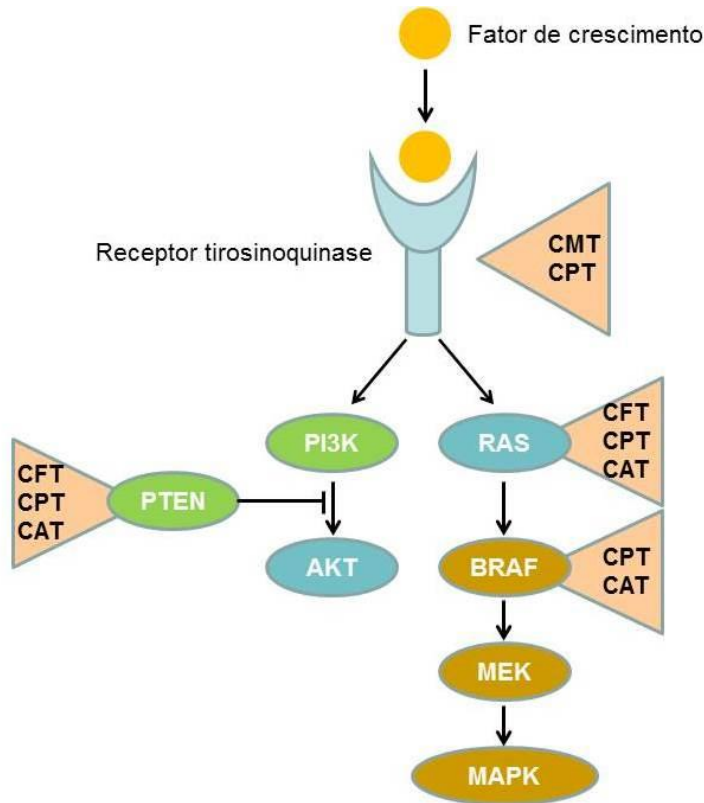 Fator de crescimento
Receptor tirosinoquinase
CMT
CPT
PI3K
RAS
CFT
CPT
CAT
CFT
CPT
CAT
PTEN
AKT
BRAF
CPT
CAT
MEK
MAPK